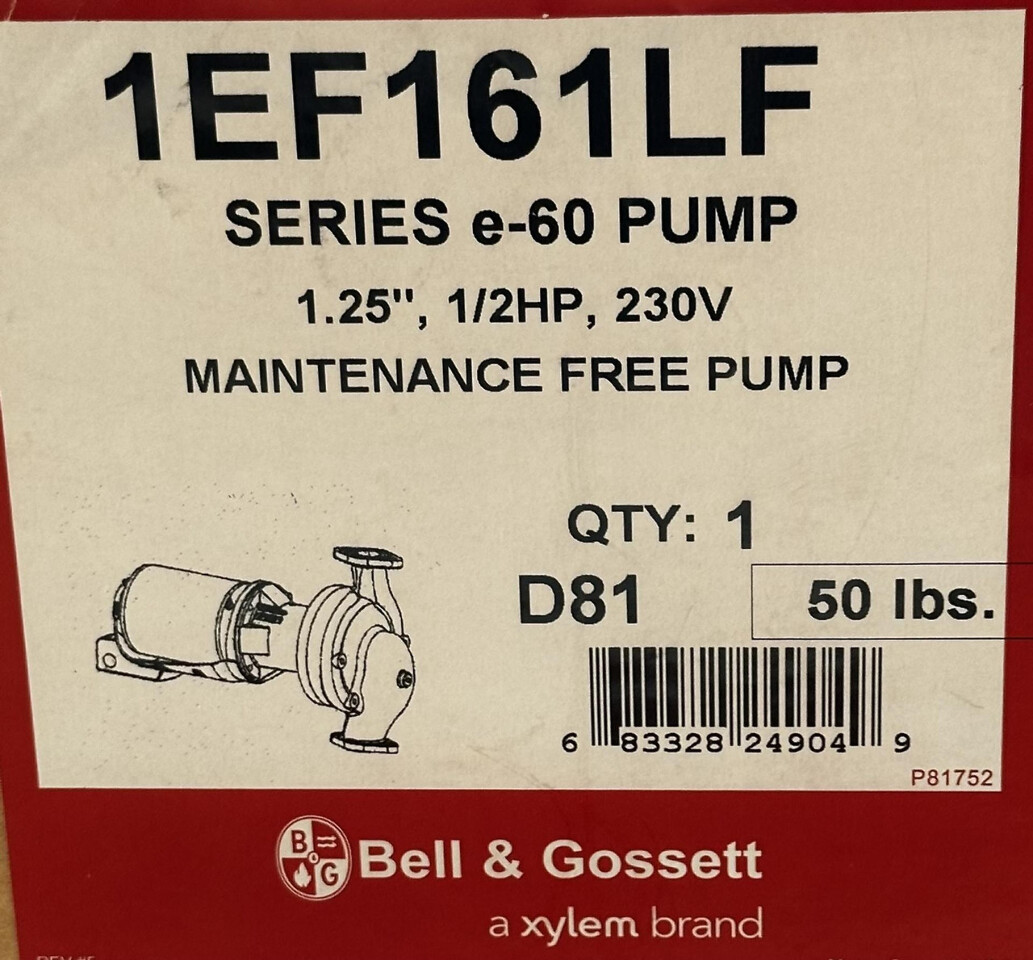 1EF161LF
SERIES e-60 PUMP
1.25", 1/2HP, 230V
MAINTENANCE FREE PUMP
QTY: 1
D81
50 lbs.
6 83328 24904 9
P81752
B G
Bell & Gossett
a xylem brand